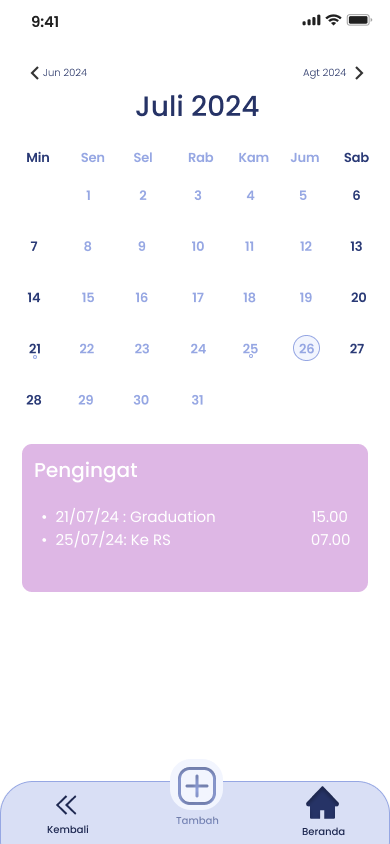 9:41
Jun 2024 Agt 2024
Juli 2024
Min Sen Sel Rab Kam Jum Sab
1 2 3 4 5 6
7 8 9 10 11 12 13
14 15 16 17 18 19 20
21 22 23 24 25 26 27
28 29 30 31
Pengingat
• 21/07/24 : Graduation 15.00
• 25/07/24: Ke RS 07.00
Tambah
Kembali Beranda